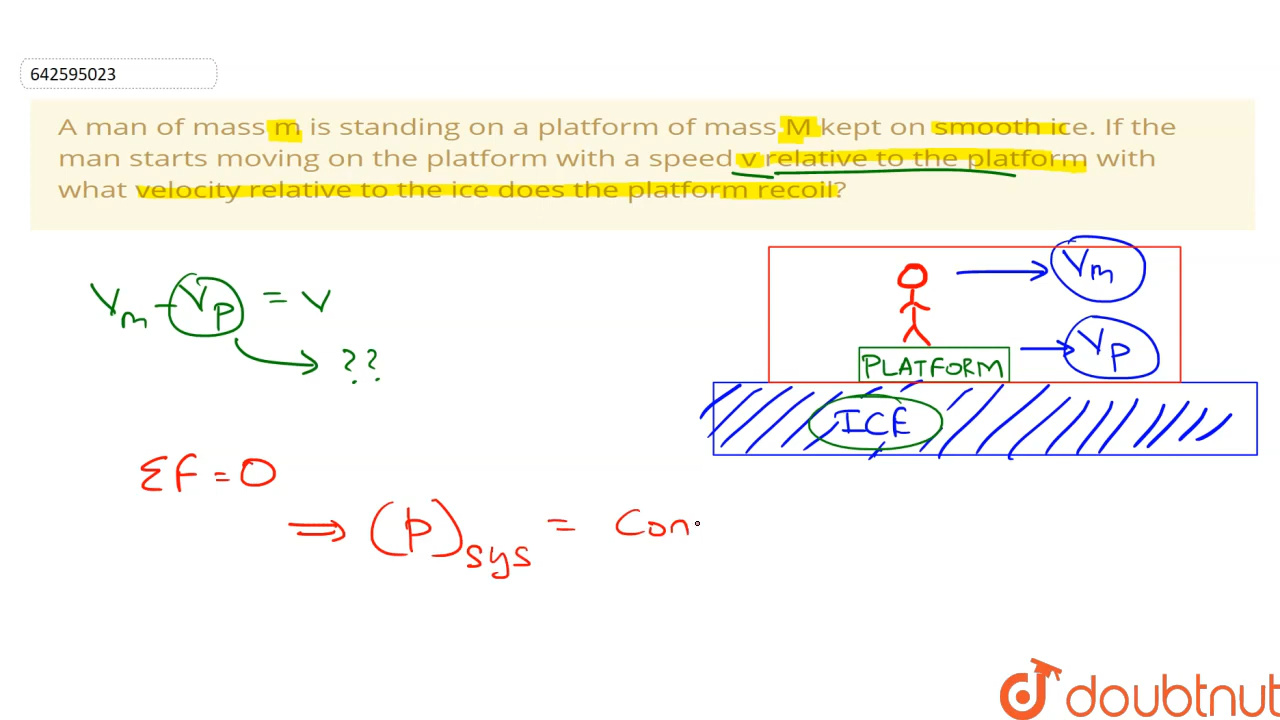 642595023
A man of mass m is standing on a platform of mass M kept on smooth ice. If the
man starts moving on the platform with a speed v relative to the platform with
what velocity relative to the ice does the platform recoil?
Vm - Vp = v
??
Vm
Vp
PLATFORM
ICE
ΣF = 0
⇒ (p)sys = Con
doubtnut